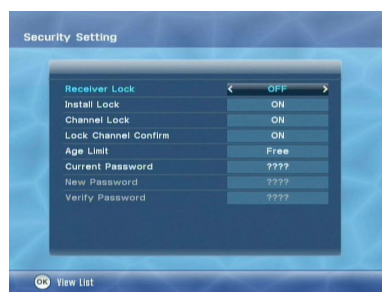 Security Setting
Receiver Lock < OFF >
Install Lock ON
Channel Lock ON
Lock Channel Confirm ON
Age Limit Free
Current Password ????
New Password ????
Verify Password ????
OK View List